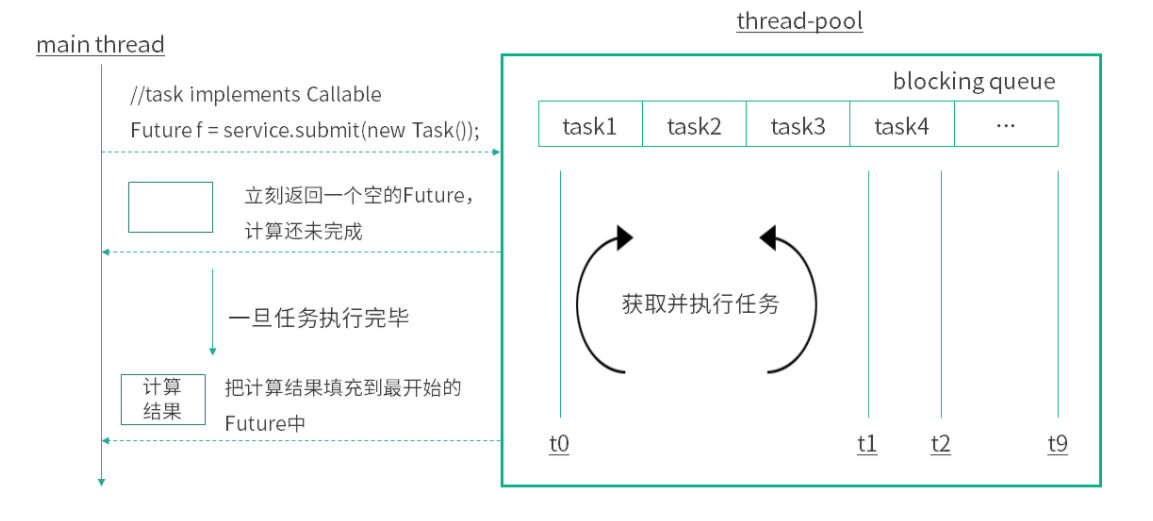 thread-pool
main thread
//task implements Callable
Future f = service.submit(new Task());
立刻返回一个空的Future，
计算还未完成
一旦任务执行完毕
计算
结果
把计算结果填充到最开始的
Future中
blocking queue
task1 task2 task3 task4 ...
获取并执行任务
t0 t1 t2 t9